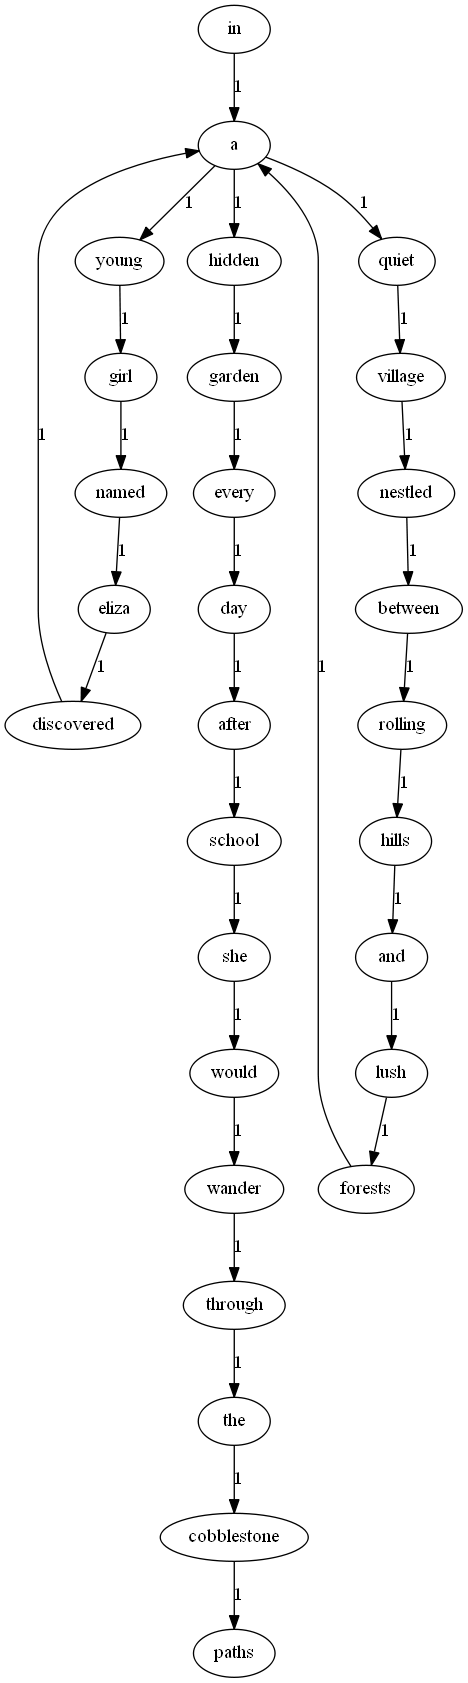 in
1
a
1
1
1
1
young
hidden
quiet
1
1
1
girl
garden
village
1
1
1
named
every
nestled
1
1
1
eliza
day
between
1
1
1
discovered
after
rolling
1
1
school
hills
1
1
she
and
1
1
would
lush
1
1
wander
forests
1
through
1
the
1
cobblestone
1
paths
1